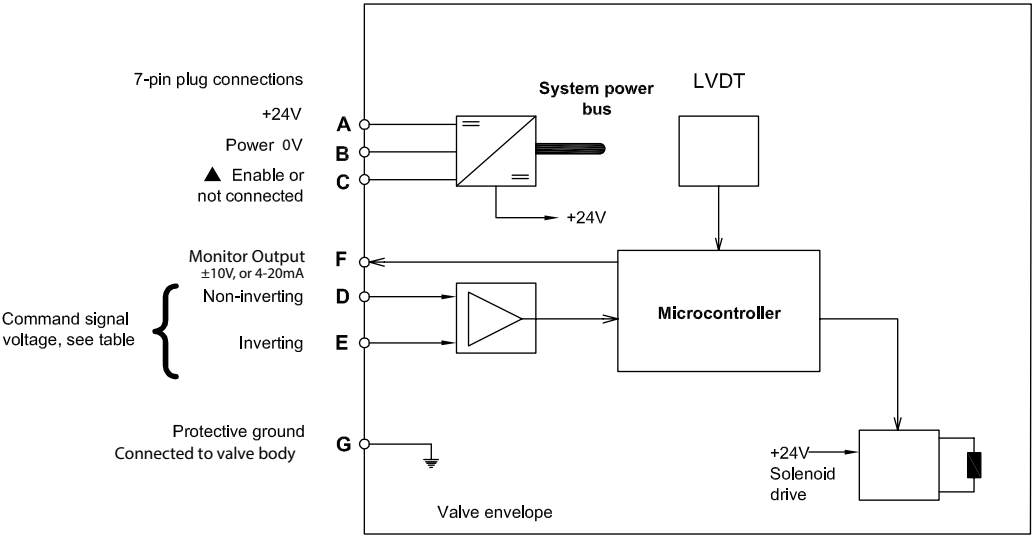 7-pin plug connections
+24V
A
Power 0V
B
▲ Enable or
not connected
C
System power
bus
LVDT
+24V
Monitor Output
±10V, or 4-20mA
F
Non-inverting
D
Command signal
voltage, see table
Inverting
E
Microcontroller
Protective ground
Connected to valve body
G
+24V
Solenoid
drive
Valve envelope